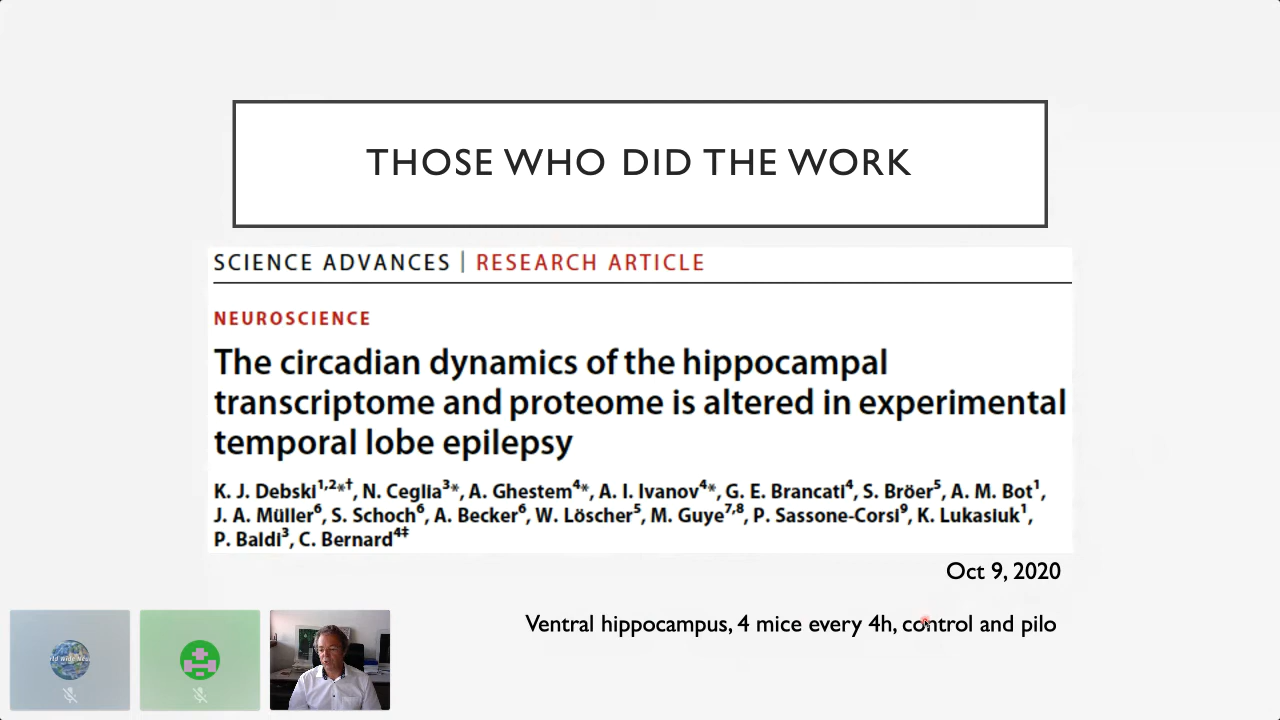 THOSE WHO DID THE WORK
SCIENCE ADVANCES | RESEARCH ARTICLE
NEUROSCIENCE
The circadian dynamics of the hippocampal
transcriptome and proteome is altered in experimental
temporal lobe epilepsy
K. J. Debski1,2*†, N. Ceglia3*, A. Ghestem4*, A. I. Ivanov4*, G. E. Brancati4, S. Bröer5, A. M. Bot1,
J. A. Müller6, S. Schoch6, A. Becker6, W. Löscher5, M. Guye7,8, P. Sassone-Corsi9, K. Lukasiuk1,
P. Baldi3, C. Bernard4‡
Oct 9, 2020
Ventral hippocampus, 4 mice every 4h, control and pilo